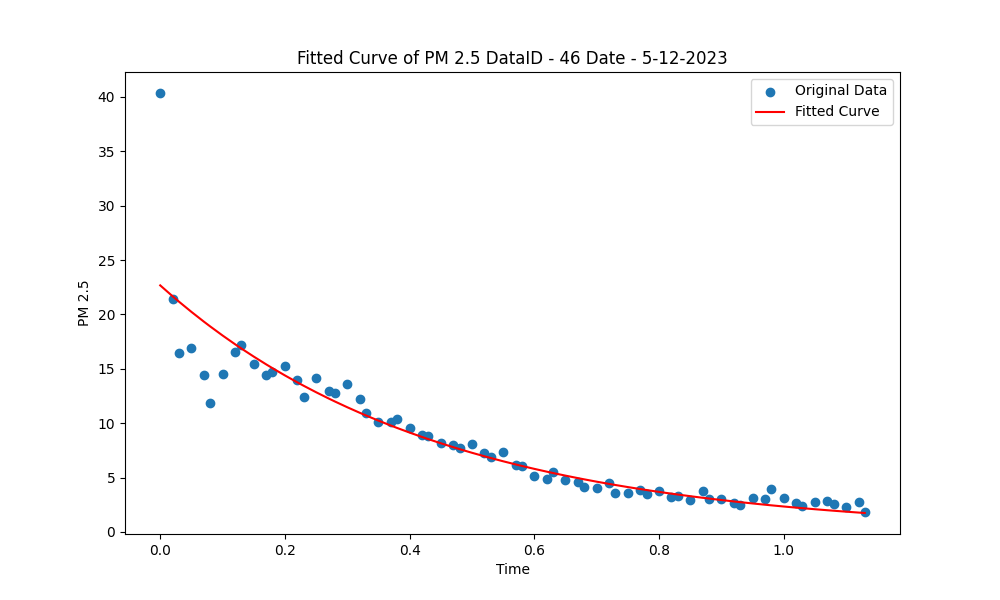 Fitted Curve of PM 2.5 DataID - 46 Date - 5-12-2023
Original Data
Fitted Curve
40
35
30
25
20
15
10
5
0
PM 2.5
0.0 0.2 0.4 0.6 0.8 1.0
Time